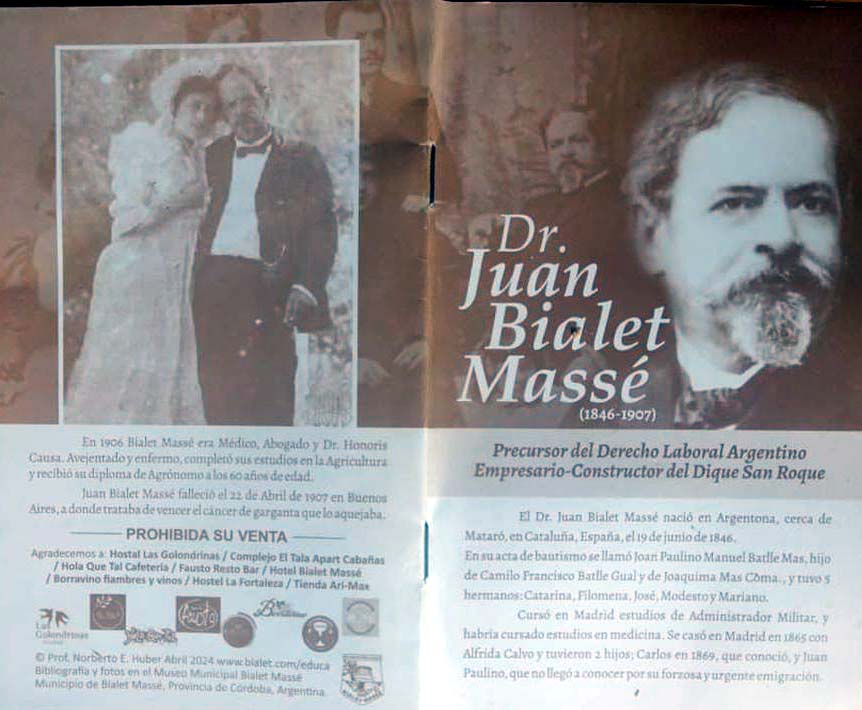 En 1906 Bialet Massé era Médico, Abogado y Dr. Honoris
Causa. Avejentado y enfermo, completó sus estudios en la Agricultura
y recibió su diploma de Agrónomo a los 60 años de edad.
Juan Bialet Massé falleció el 22 de Abril de 1907 en Buenos
Aires, a donde trataba de vencer el cáncer de garganta que lo aquejaba.
PROHIBIDA SU VENTA
Agradecemos a: Hostal Las Golondrinas / Complejo El Tala Apart Cabañas
/ Hola Que Tal Cafetería / Fausto Resto Bar / Hotel Bialet Massé
/ Borravino fiambres y vinos / Hostel La Fortaleza / Tienda Ari-Max
Las
Golondrinas
© Prof. Norberto E. Huber Abril 2024 www.bialet.com/educa
Bibliografía y fotos en el Museo Municipal Bialet Massé
Municipio de Bialet Massé, Provincia de Córdoba, Argentina.
Dr.
Juan
Bialet
Massé
(1846-1907)
Precursor del Derecho Laboral Argentino
Empresario-Constructor del Dique San Roque
El Dr. Juan Bialet Massé nació en Argentona, cerca de
Mataró, en Cataluña, España, el 19 de junio de 1846.
En su acta de bautismo se llamó Joan Paulino Manuel Batlle Mas, hijo
de Camilo Francisco Batlle Gual y de Joaquima Mas Coma., y tuvo 5
hermanos: Catarina, Filomena, José, Modesto y Mariano.
Cursó en Madrid estudios de Administrador Militar, y
habría cursado estudios en medicina. Se casó en Madrid en 1865 con
Alfrida Calvo y tuvieron 2 hijos; Carlos en 1869, que conoció, y Juan
Paulino, que no llegó a conocer por su forzosa y urgente emigración.